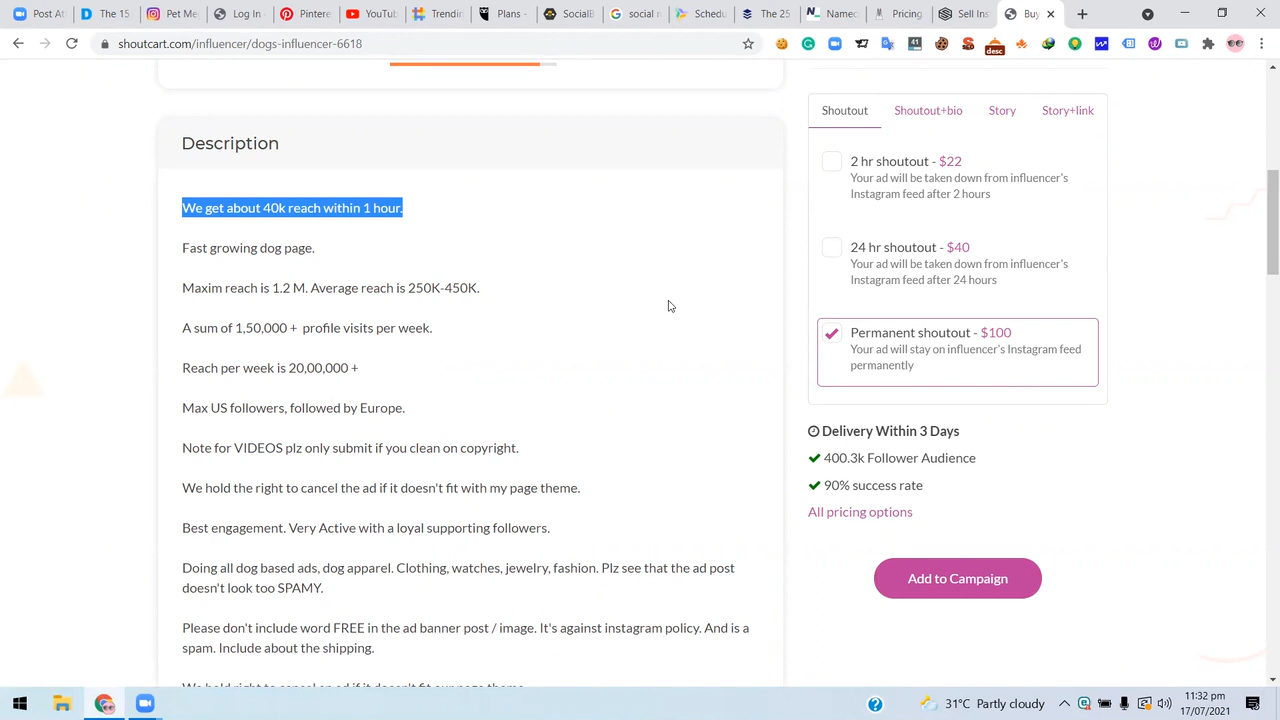 Post At
D The 15
Pet Me
Log In
Pintere
YouTu
Trendin
Plans -
SocialB
social n
Schedu
The 25
Namec
Pricing
Sell Ins
Buy
shoutcart.com/influencer/dogs-influencer-6618
41
desc
Description
We get about 40k reach within 1 hour.
Fast growing dog page.
Maxim reach is 1.2 M. Average reach is 250K-450K.
A sum of 1,50,000 + profile visits per week.
Reach per week is 20,00,000 +
Max US followers, followed by Europe.
Note for VIDEOS plz only submit if you clean on copyright.
We hold the right to cancel the ad if it doesn't fit with my page theme.
Best engagement. Very Active with a loyal supporting followers.
Doing all dog based ads, dog apparel. Clothing, watches, jewelry, fashion. Plz see that the ad post
doesn't look too SPAMY.
Please don't include word FREE in the ad banner post / image. It's against instagram policy. And is a
spam. Include about the shipping.
Shoutout Shoutout+bio Story Story+link
2 hr shoutout - $22
Your ad will be taken down from influencer's
Instagram feed after 2 hours
24 hr shoutout - $40
Your ad will be taken down from influencer's
Instagram feed after 24 hours
Permanent shoutout - $100
Your ad will stay on influencer's Instagram feed
permanently
Delivery Within 3 Days
400.3k Follower Audience
90% success rate
All pricing options
Add to Campaign
31°C Partly cloudy
11:32 pm
17/07/2021